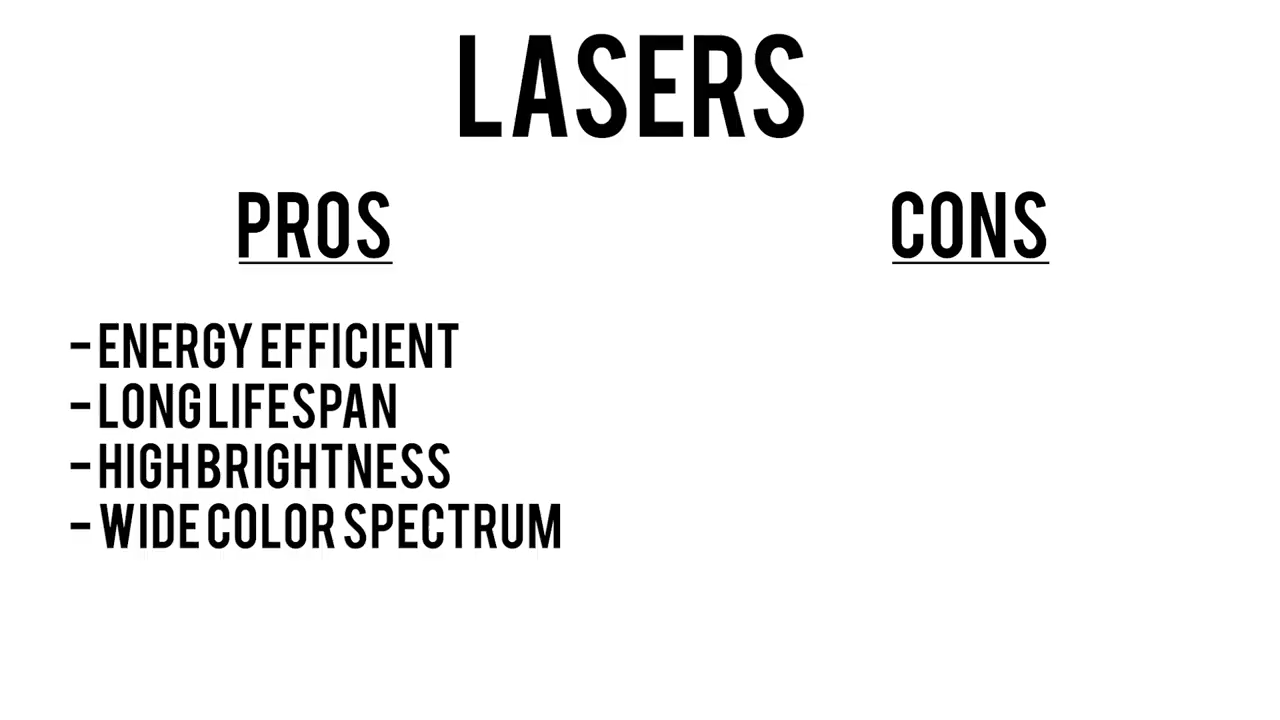 LASERS
PROS
CONS
- ENERGY EFFICIENT
- LONG LIFESPAN
- HIGH BRIGHTNESS
- WIDE COLOR SPECTRUM